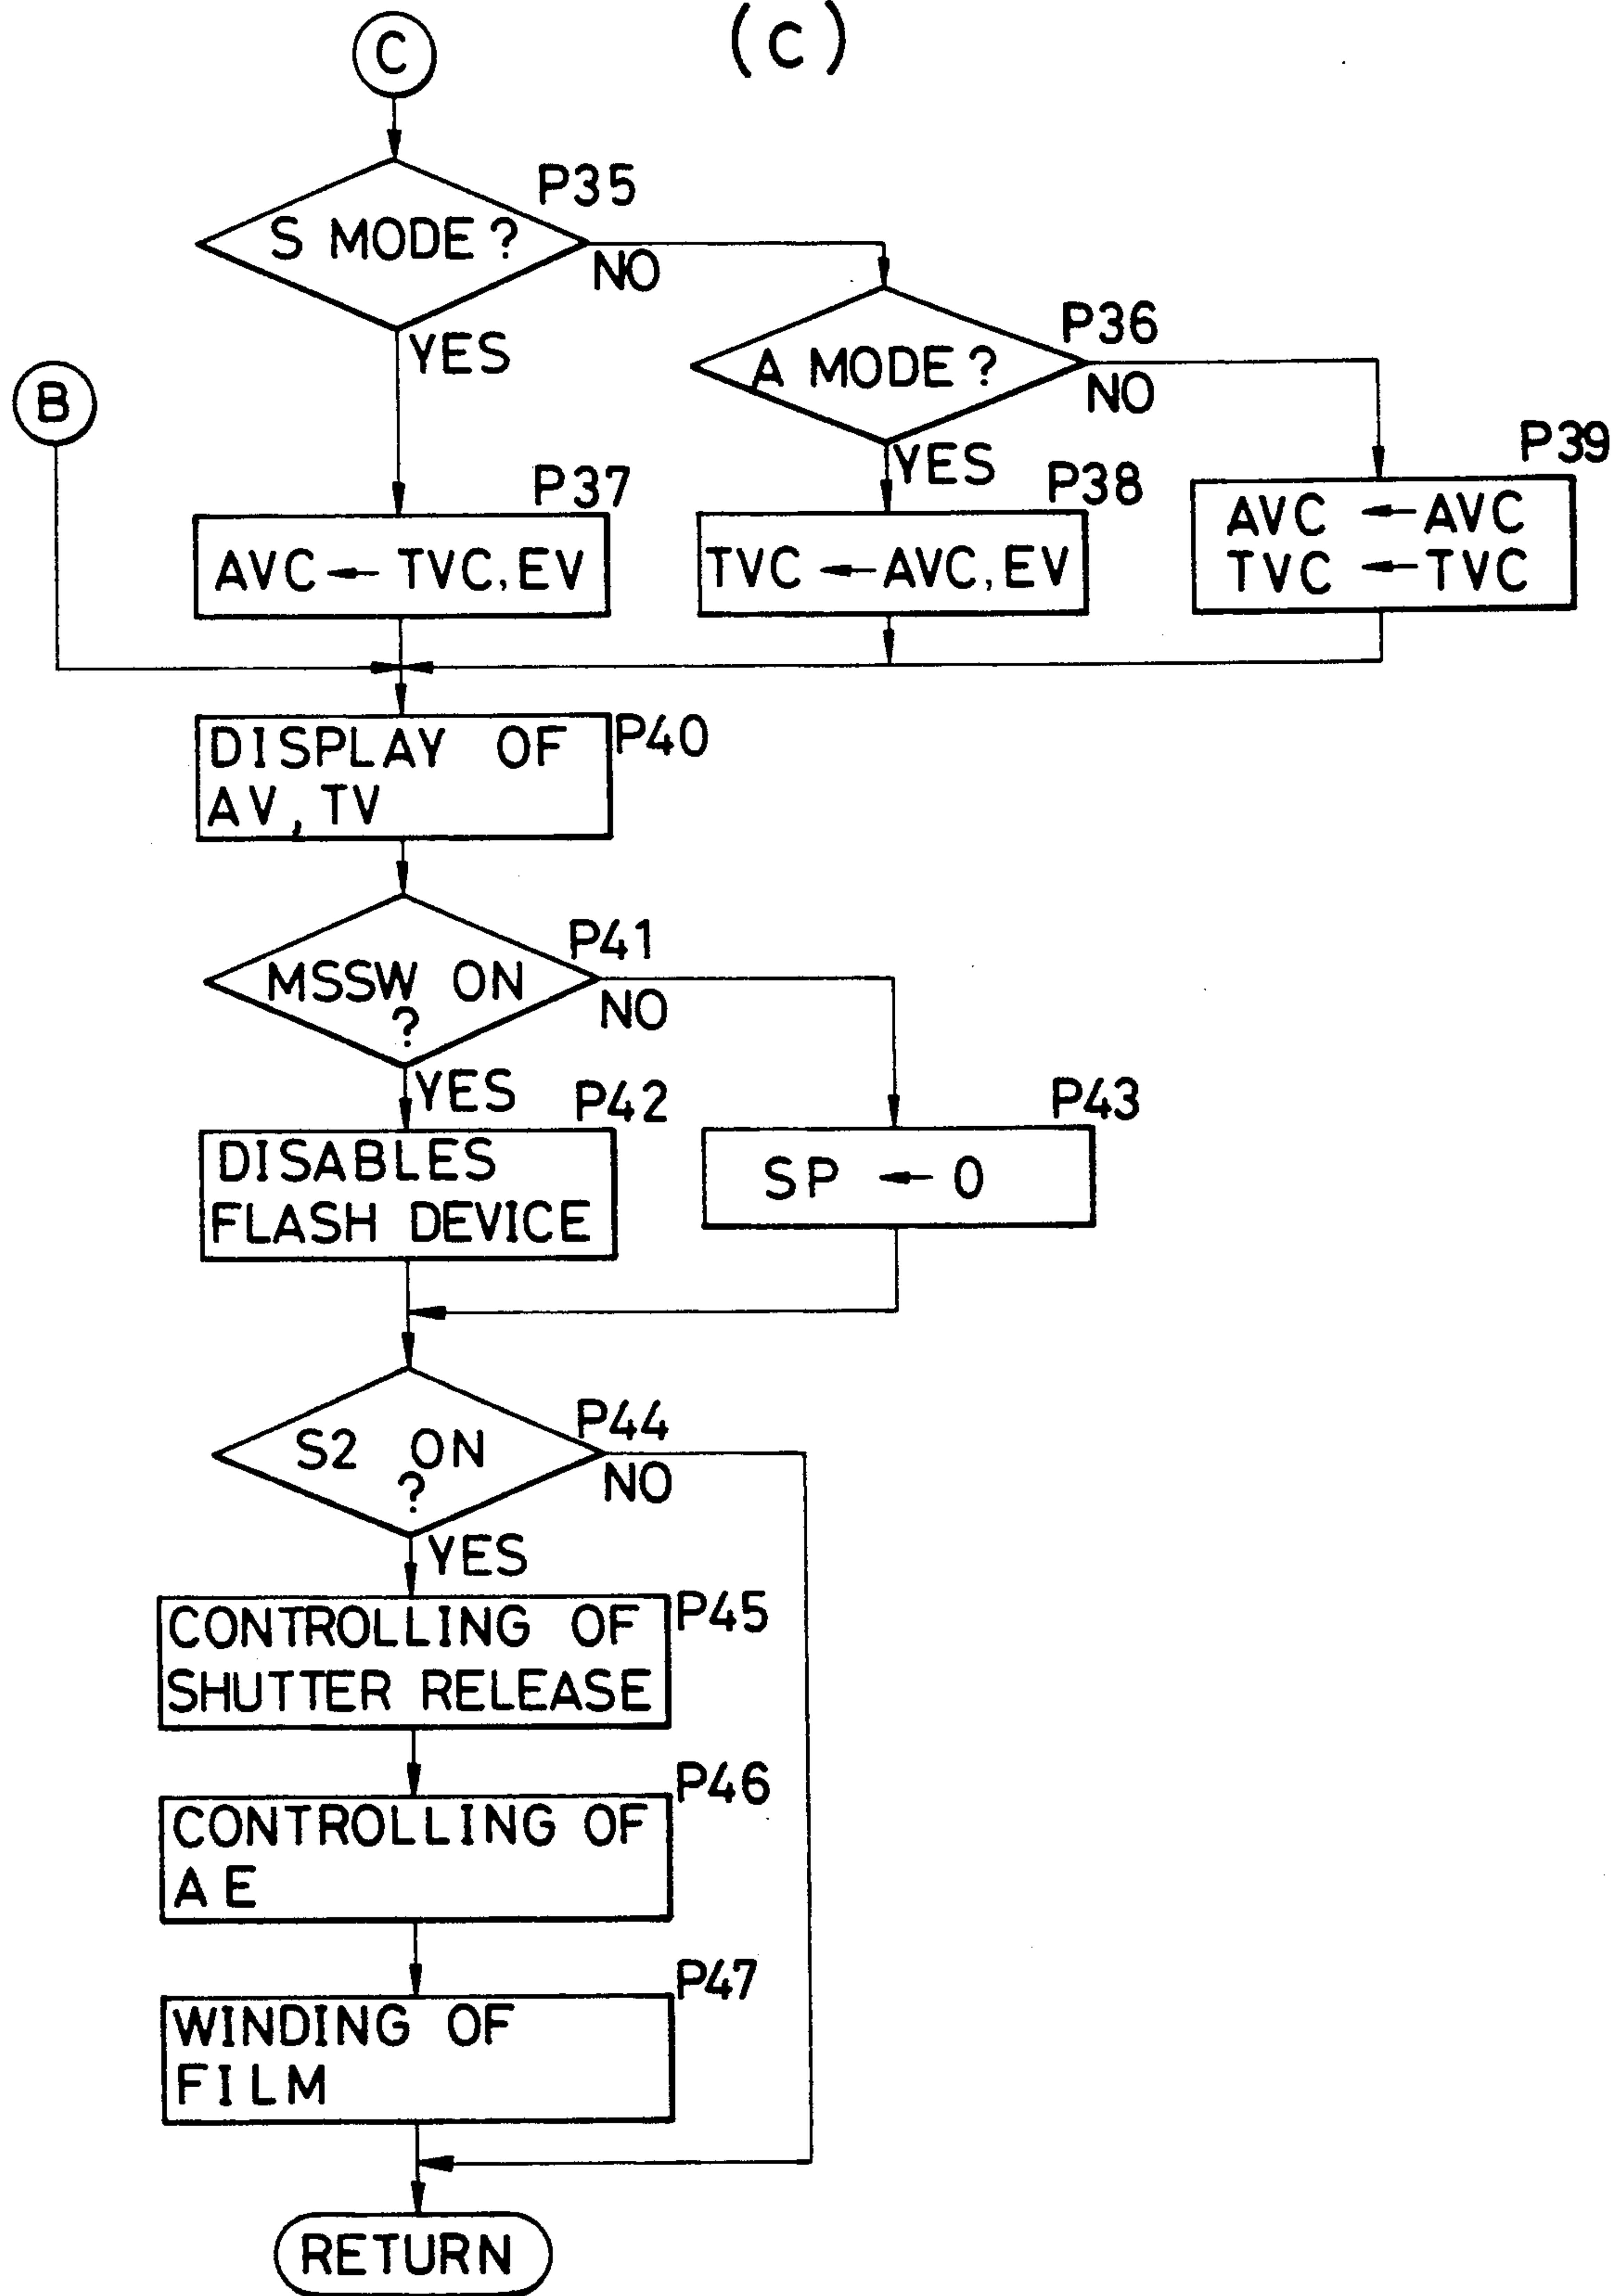 (c)
C
P35
S MODE?
NO
YES
P36
A MODE?
NO
YES
B
P37
AVC ← TVC, EV
P38
TVC ← AVC, EV
P39
AVC ← AVC
TVC ← TVC
P40
DISPLAY OF
AV, TV
P41
MSSW ON
?
NO
YES
P42
DISABLES
FLASH DEVICE
P43
SP ← 0
P44
S2 ON
?
NO
YES
P45
CONTROLLING OF
SHUTTER RELEASE
P46
CONTROLLING OF
AE
P47
WINDING OF
FILM
RETURN